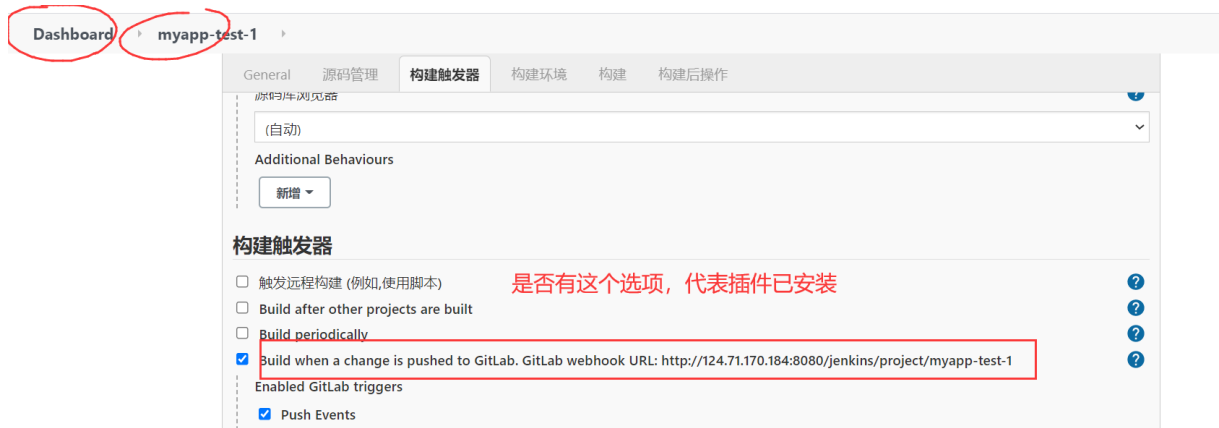 Dashboard myapp-test-1
General 源码管理 构建触发器 构建环境 构建 构建后操作
源码库浏览器
(自动)
Additional Behaviours
新增
构建触发器
触发远程构建 (例如,使用脚本)
是否有这个选项，代表插件已安装
Build after other projects are built
Build periodically
Build when a change is pushed to GitLab. GitLab webhook URL: http://124.71.170.184:8080/jenkins/project/myapp-test-1
Enabled GitLab triggers
Push Events